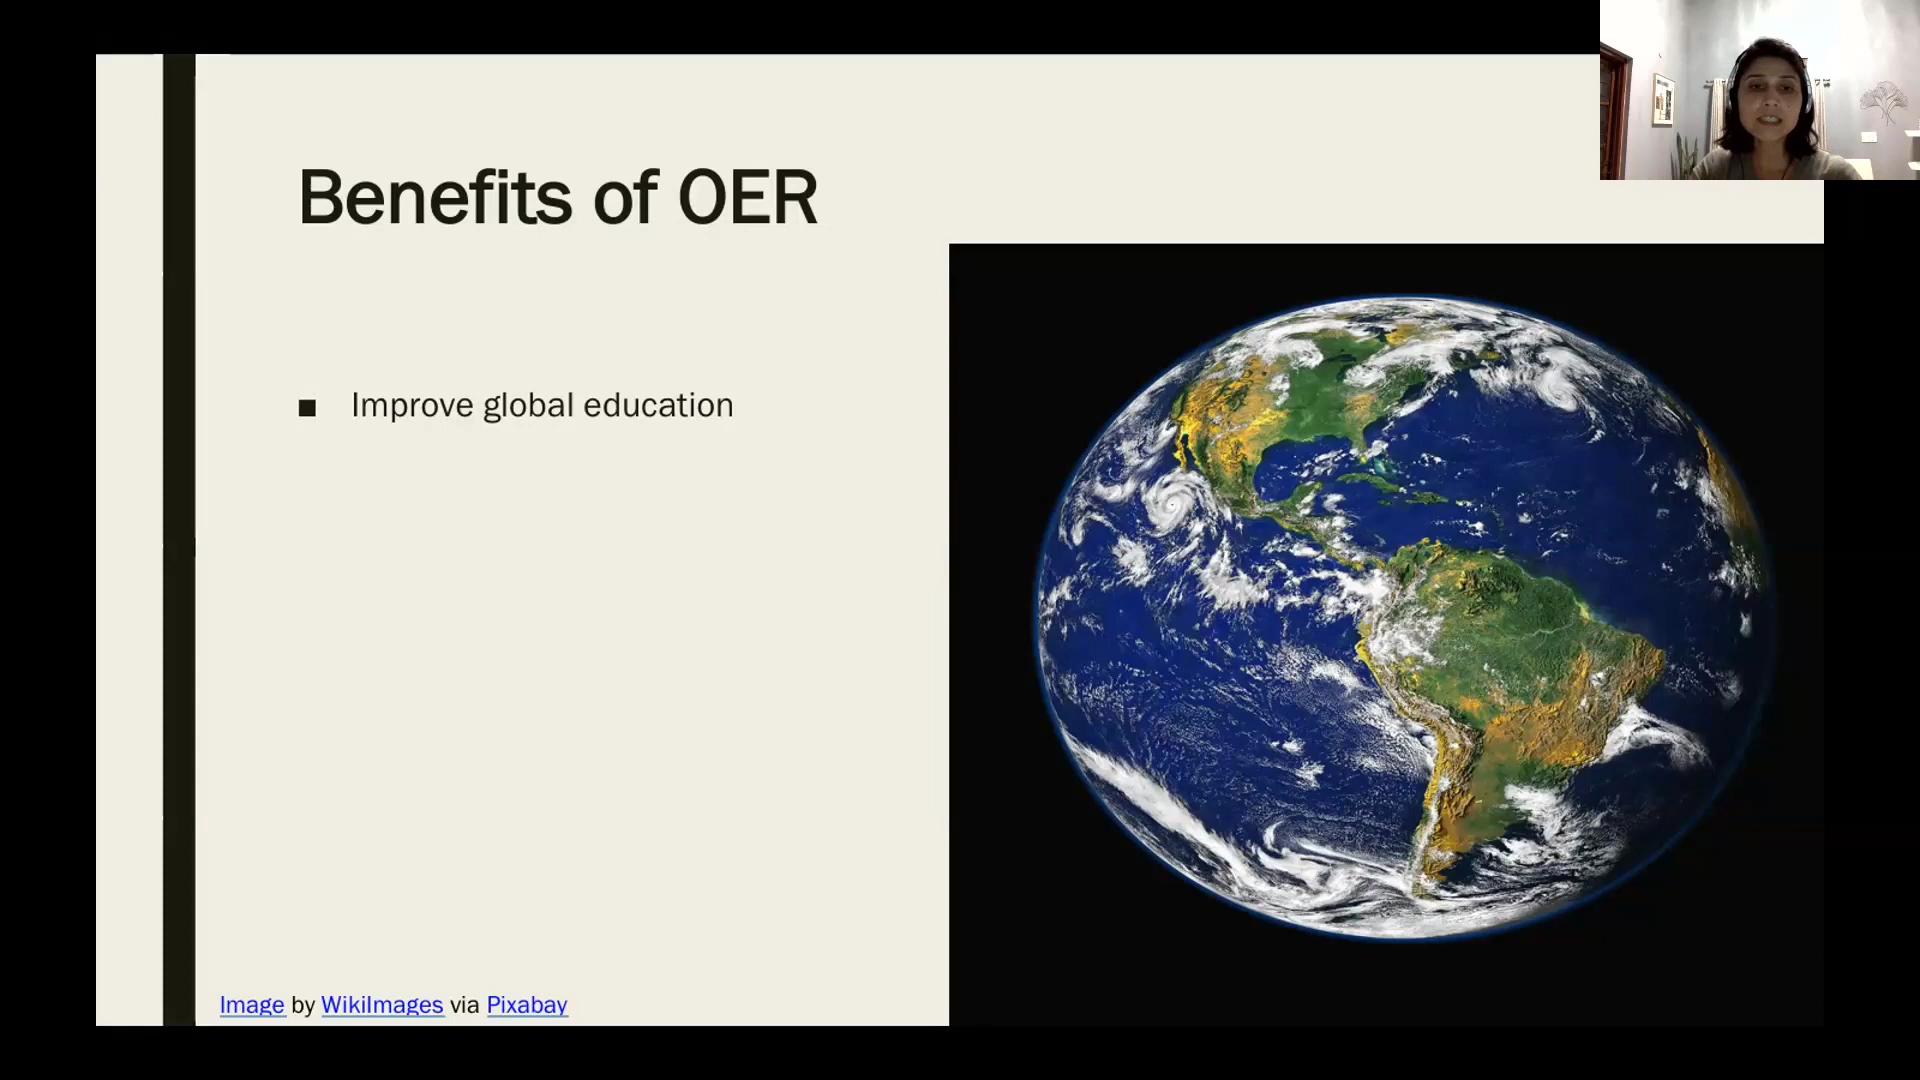 Benefits of OER
■ Improve global education
Image by WikiImages via Pixabay